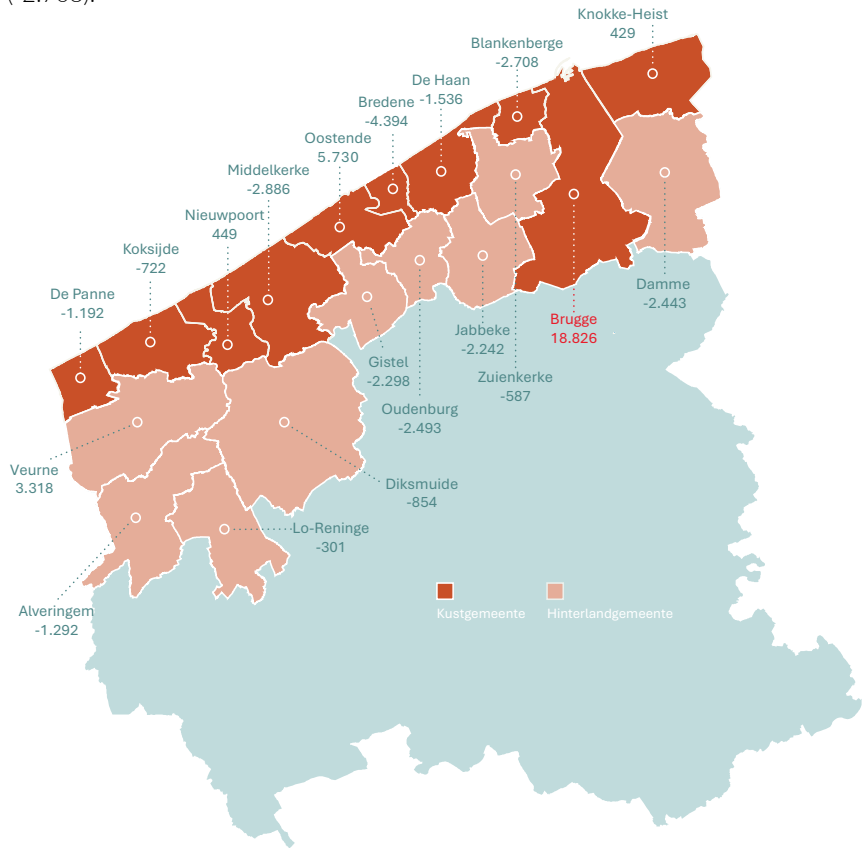 (-2.708).
Knokke-Heist
429
Blankenberge
-2.708
De Haan
-1.536
Bredene
-4.394
Oostende
5.730
Middelkerke
-2.886
Nieuwpoort
449
Koksijde
-722
De Panne
-1.192
Damme
-2.443
Brugge
18.826
Jabbeke
-2.242
Zuienkerke
-587
Gistel
-2.298
Oudenburg
-2.493
Veurne
3.318
Diksmuide
-854
Lo-Reninge
-301
Alveringem
-1.292
Kustgemeente
Hinterlandgemeente